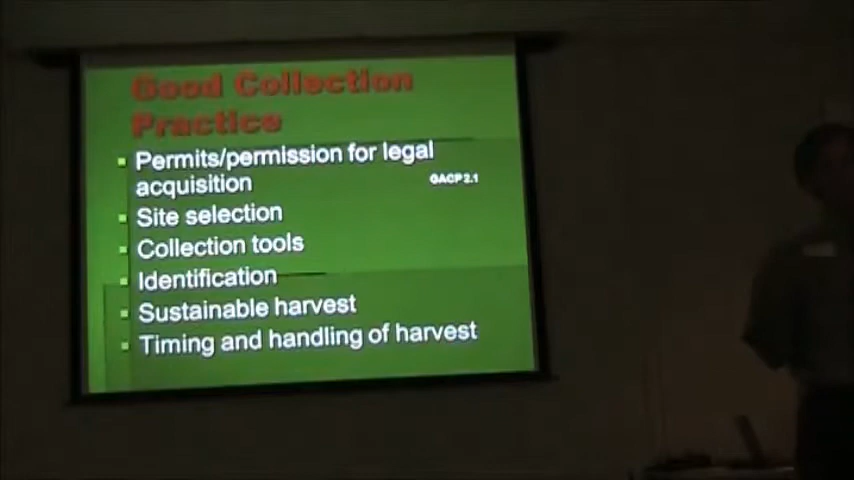 Good Collection
Practice
▪ Permits/permission for legal
acquisition GACP 2.1
▪ Site selection
▪ Collection tools
▪ Identification
▪ Sustainable harvest
▪ Timing and handling of harvest